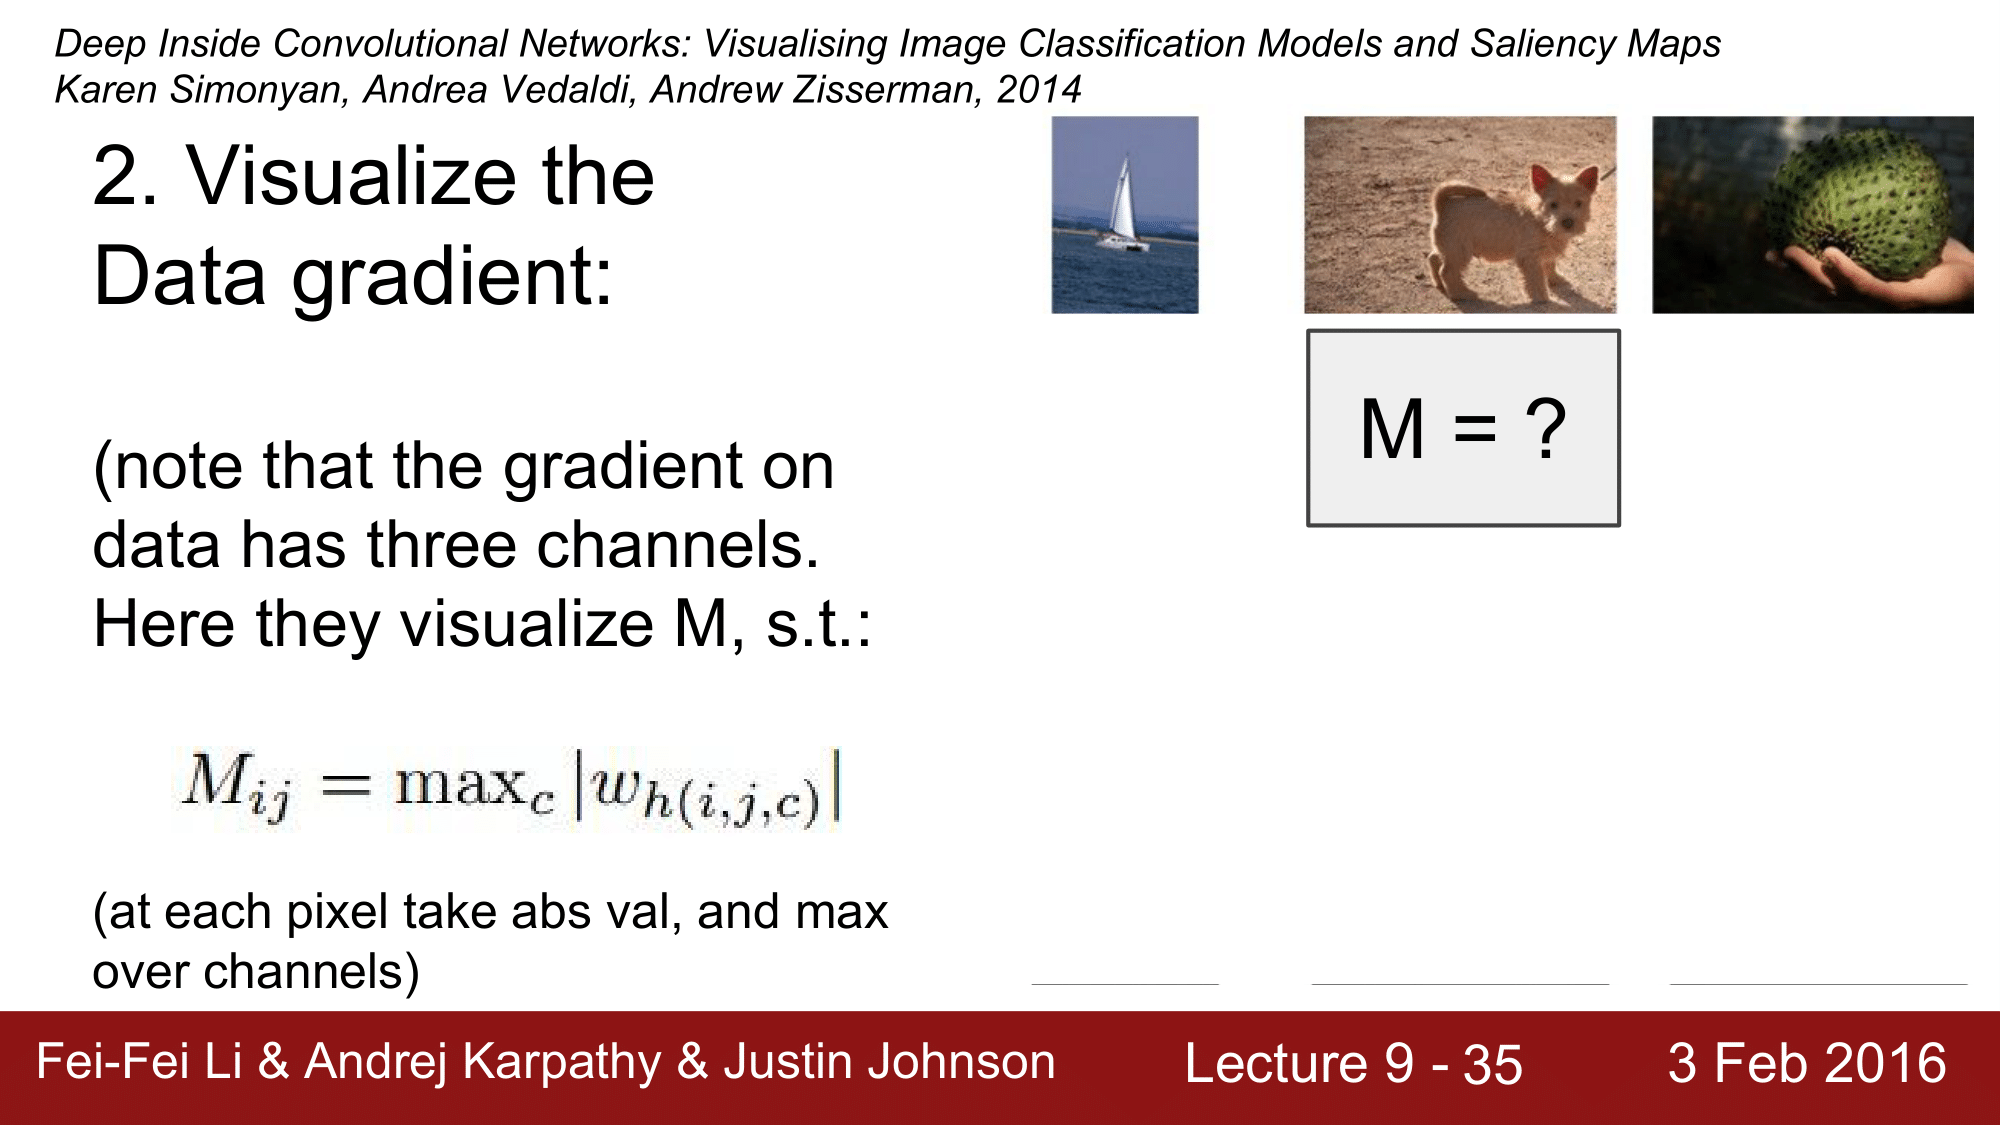 Deep Inside Convolutional Networks: Visualising Image Classification Models and Saliency Maps
Karen Simonyan, Andrea Vedaldi, Andrew Zisserman, 2014
2. Visualize the
Data gradient:
(note that the gradient on
data has three channels.
Here they visualize M, s.t.:
M_{ij} = max_c |w_{h(i,j,c)}|
(at each pixel take abs val, and max
over channels)
M = ?
Fei-Fei Li & Andrej Karpathy & Justin Johnson
Lecture 9 - 35
3 Feb 2016